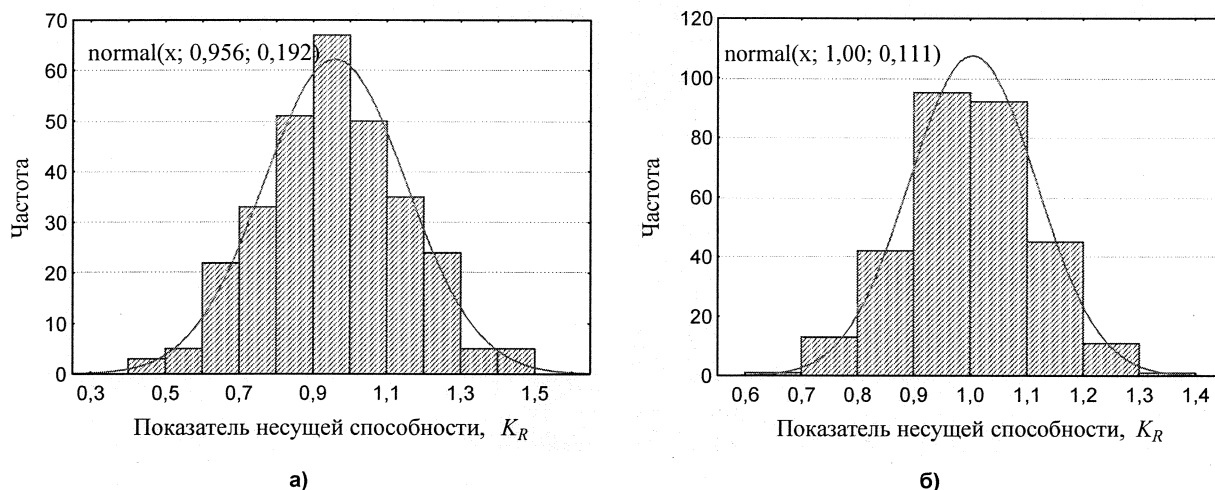 70
60
50
40
30
20
10
0
Частота
normal(x; 0,956; 0,192)
0,3 0,5 0,7 0,9 1,1 1,3 1,5
Показатель несущей способности, K_R
а)
120
100
80
60
40
20
0
Частота
normal(x; 1,00; 0,111)
0,6 0,7 0,8 0,9 1,0 1,1 1,2 1,3 1,4
Показатель несущей способности, K_R
б)